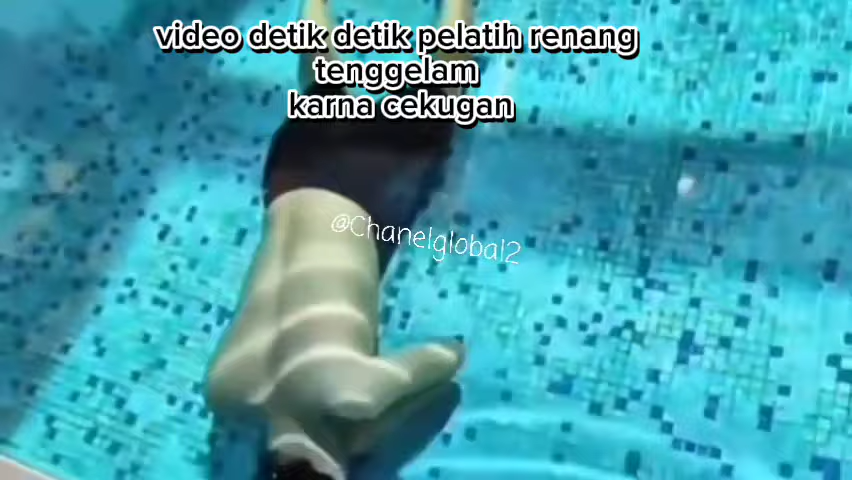 video detik detik pelatih renang
tenggelam
karna cekugan
@Chanelglobal2